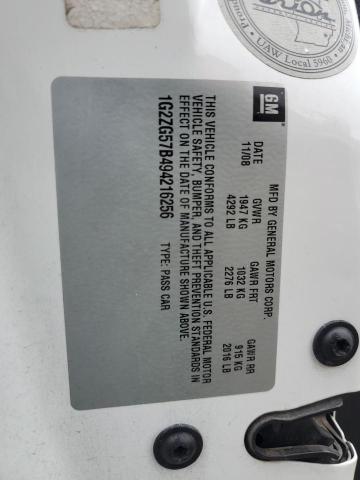 Orion
UAW Local 5960
GM
MFD BY GENERAL MOTORS CORP.
DATE GVWR GAWR FRT GAWR RR
11/08 1947 KG 1032 KG 915 KG
4292 LB 2276 LB 2016 LB
THIS VEHICLE CONFORMS TO ALL APPLICABLE U.S. FEDERAL MOTOR
VEHICLE SAFETY, BUMPER, AND THEFT PREVENTION STANDARDS IN
EFFECT ON THE DATE OF MANUFACTURE SHOWN ABOVE.
1G2ZG57B494216256 TYPE: PASS CAR